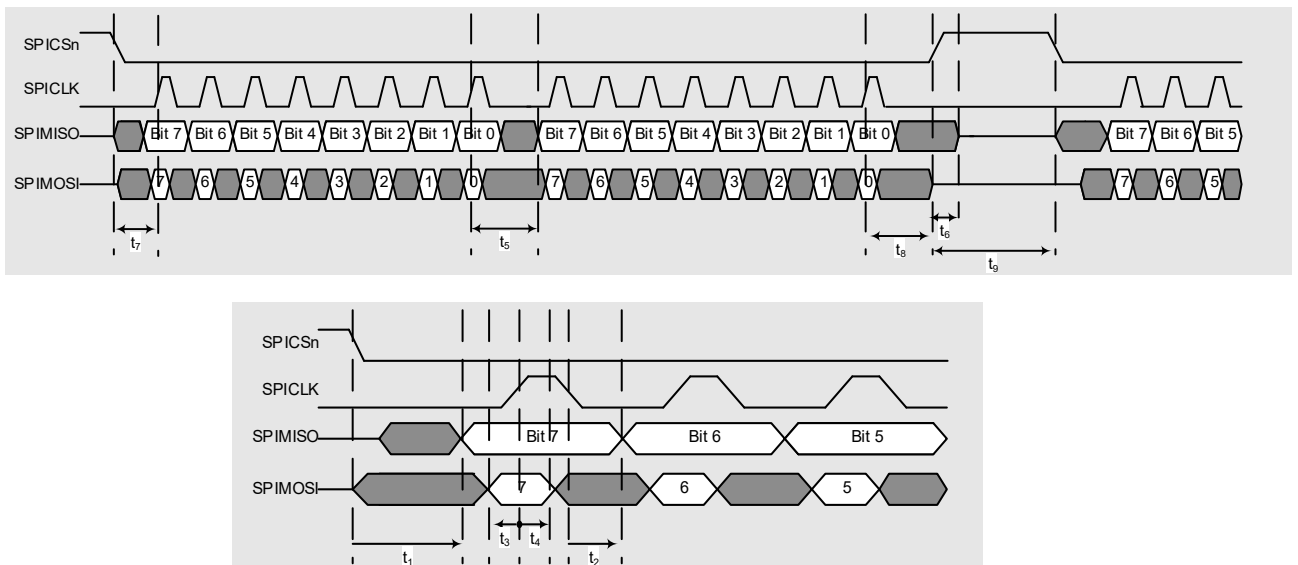 SPICSn
SPICLK
SPIMISO Bit 7 Bit 6 Bit 5 Bit 4 Bit 3 Bit 2 Bit 1 Bit 0 Bit 7 Bit 6 Bit 5 Bit 4 Bit 3 Bit 2 Bit 1 Bit 0 Bit 7 Bit 6 Bit 5
SPIMOSI 7 6 5 4 3 2 1 0 7 6 5 4 3 2 1 0 7 6 5
t7 t5 t8 t6 t9
SPICSn
SPICLK
SPIMISO Bit 7 Bit 6 Bit 5
SPIMOSI 7 6 5
t1 t3 t4 t2